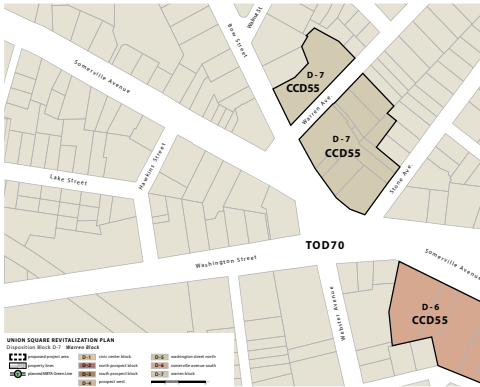 Walnut St
Bow Street
Somerville Avenue
D-7
CCD55
Warren Ave.
D-7
CCD55
Hawkins Street
Lake Street
Stone Ave.
TOD70
Washington Street
Somerville Avenue
Webster Avenue
D-6
CCD55
UNION SQUARE REVITALIZATION PLAN
Disposition Block D-7 Warren Block
proposed project area
property lines
planned MBTA Green Line
D-1 civic center block
D-2 north prospect block
D-3 south prospect block
D-4 prospect west
D-5 washington street north
D-6 somerville avenue south
D-7 warren block